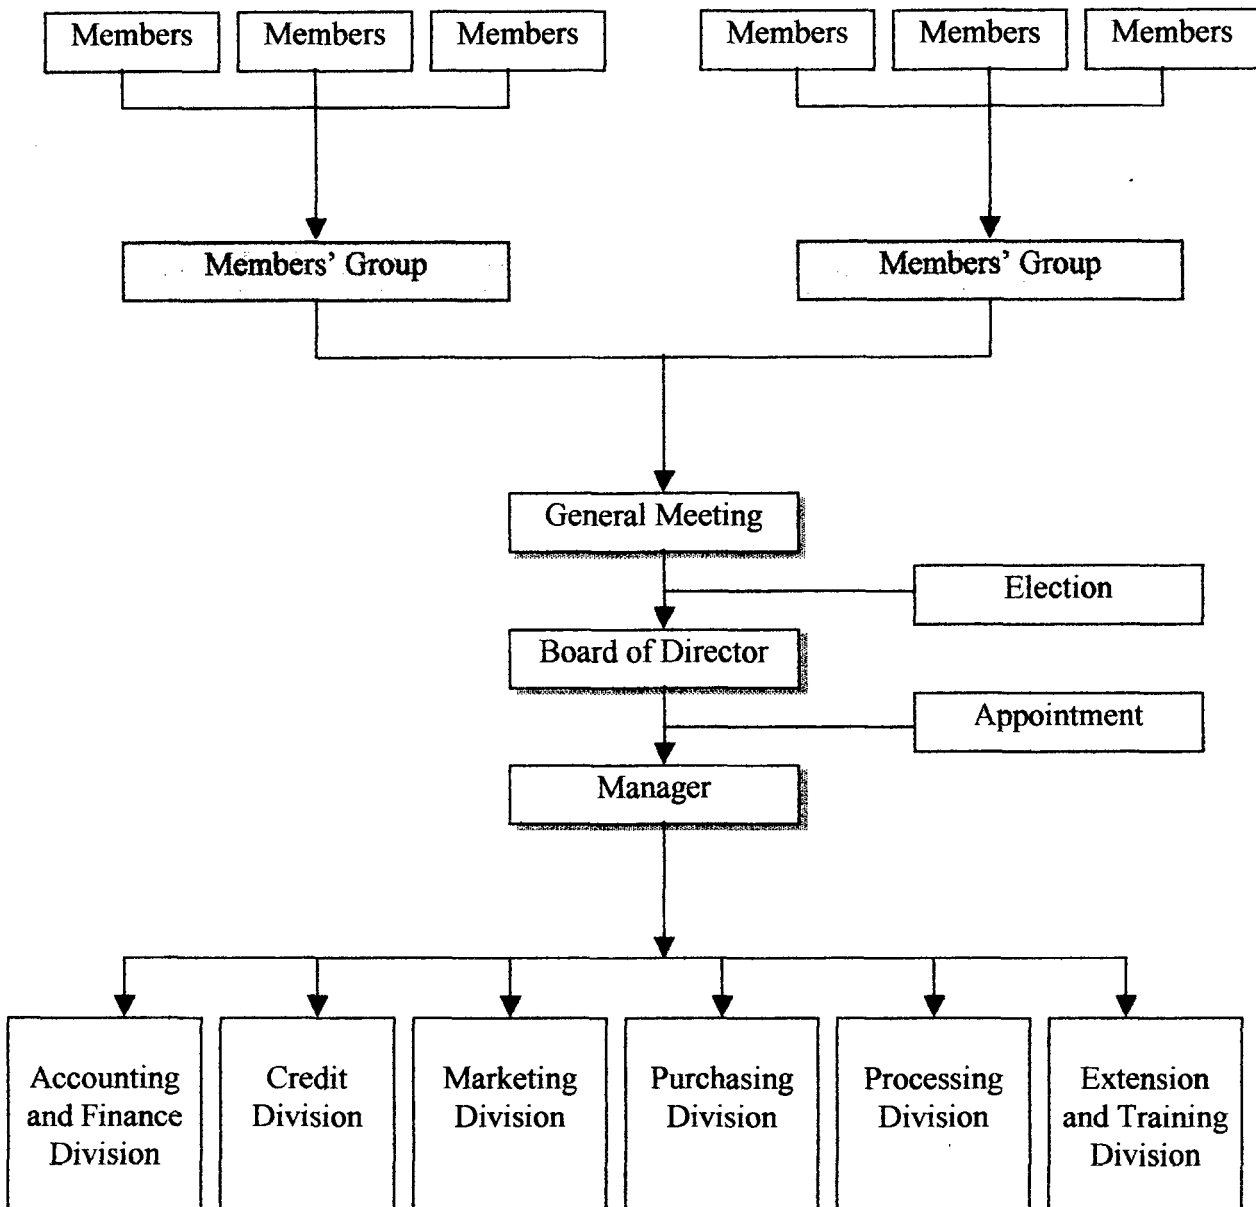 Members Members Members Members Members Members
Members' Group Members' Group
General Meeting
Election
Board of Director
Appointment
Manager
Accounting
and Finance
Division
Credit
Division
Marketing
Division
Purchasing
Division
Processing
Division
Extension
and Training
Division